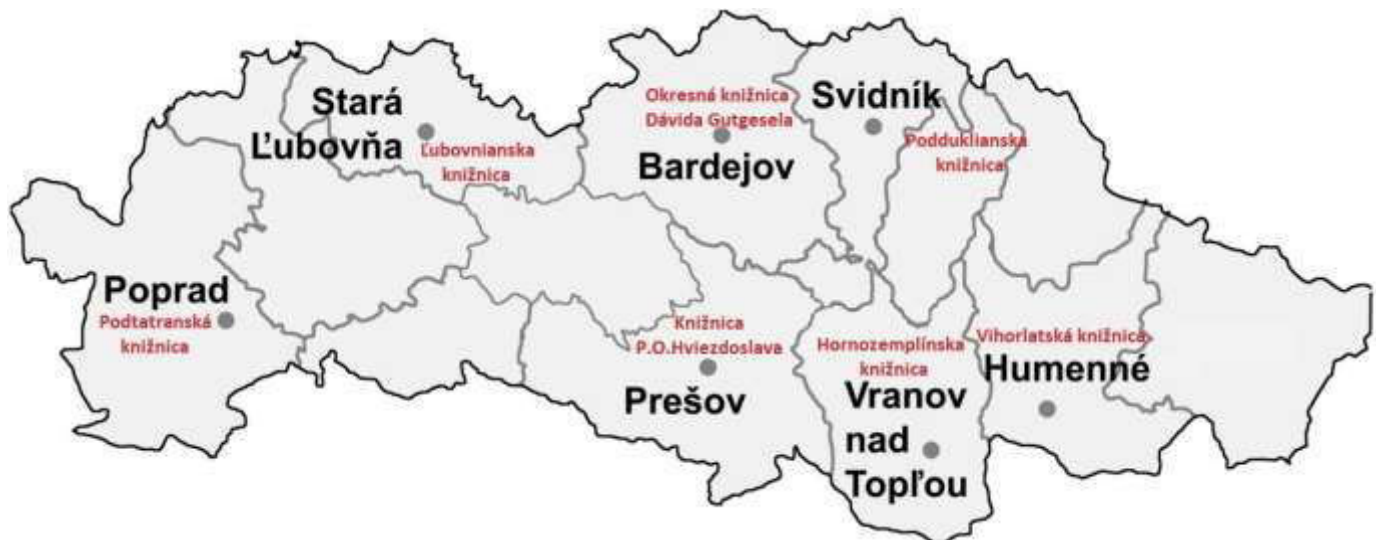 Stará
Ľubovňa
Ľubovnianska
knižnica
Okresná knižnica
Dávida Gutgesela
Bardejov
Svidník
Podduklianska
knižnica
Poprad
Podtatranská
knižnica
Knižnica
P.O.Hviezdoslava
Prešov
Hornozemplínska
knižnica
Vranov
nad
Topľou
Vihorlatská knižnica
Humenné